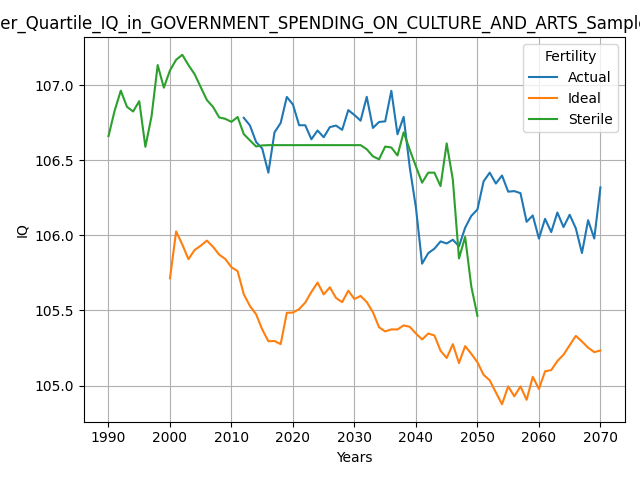 er_Quartile_IQ_in_GOVERNMENT_SPENDING_ON_CULTURE_AND_ARTS_Sample
Fertility
Actual
Ideal
Sterile
IQ
107.0
106.5
106.0
105.5
105.0
1990 2000 2010 2020 2030 2040 2050 2060 2070
Years